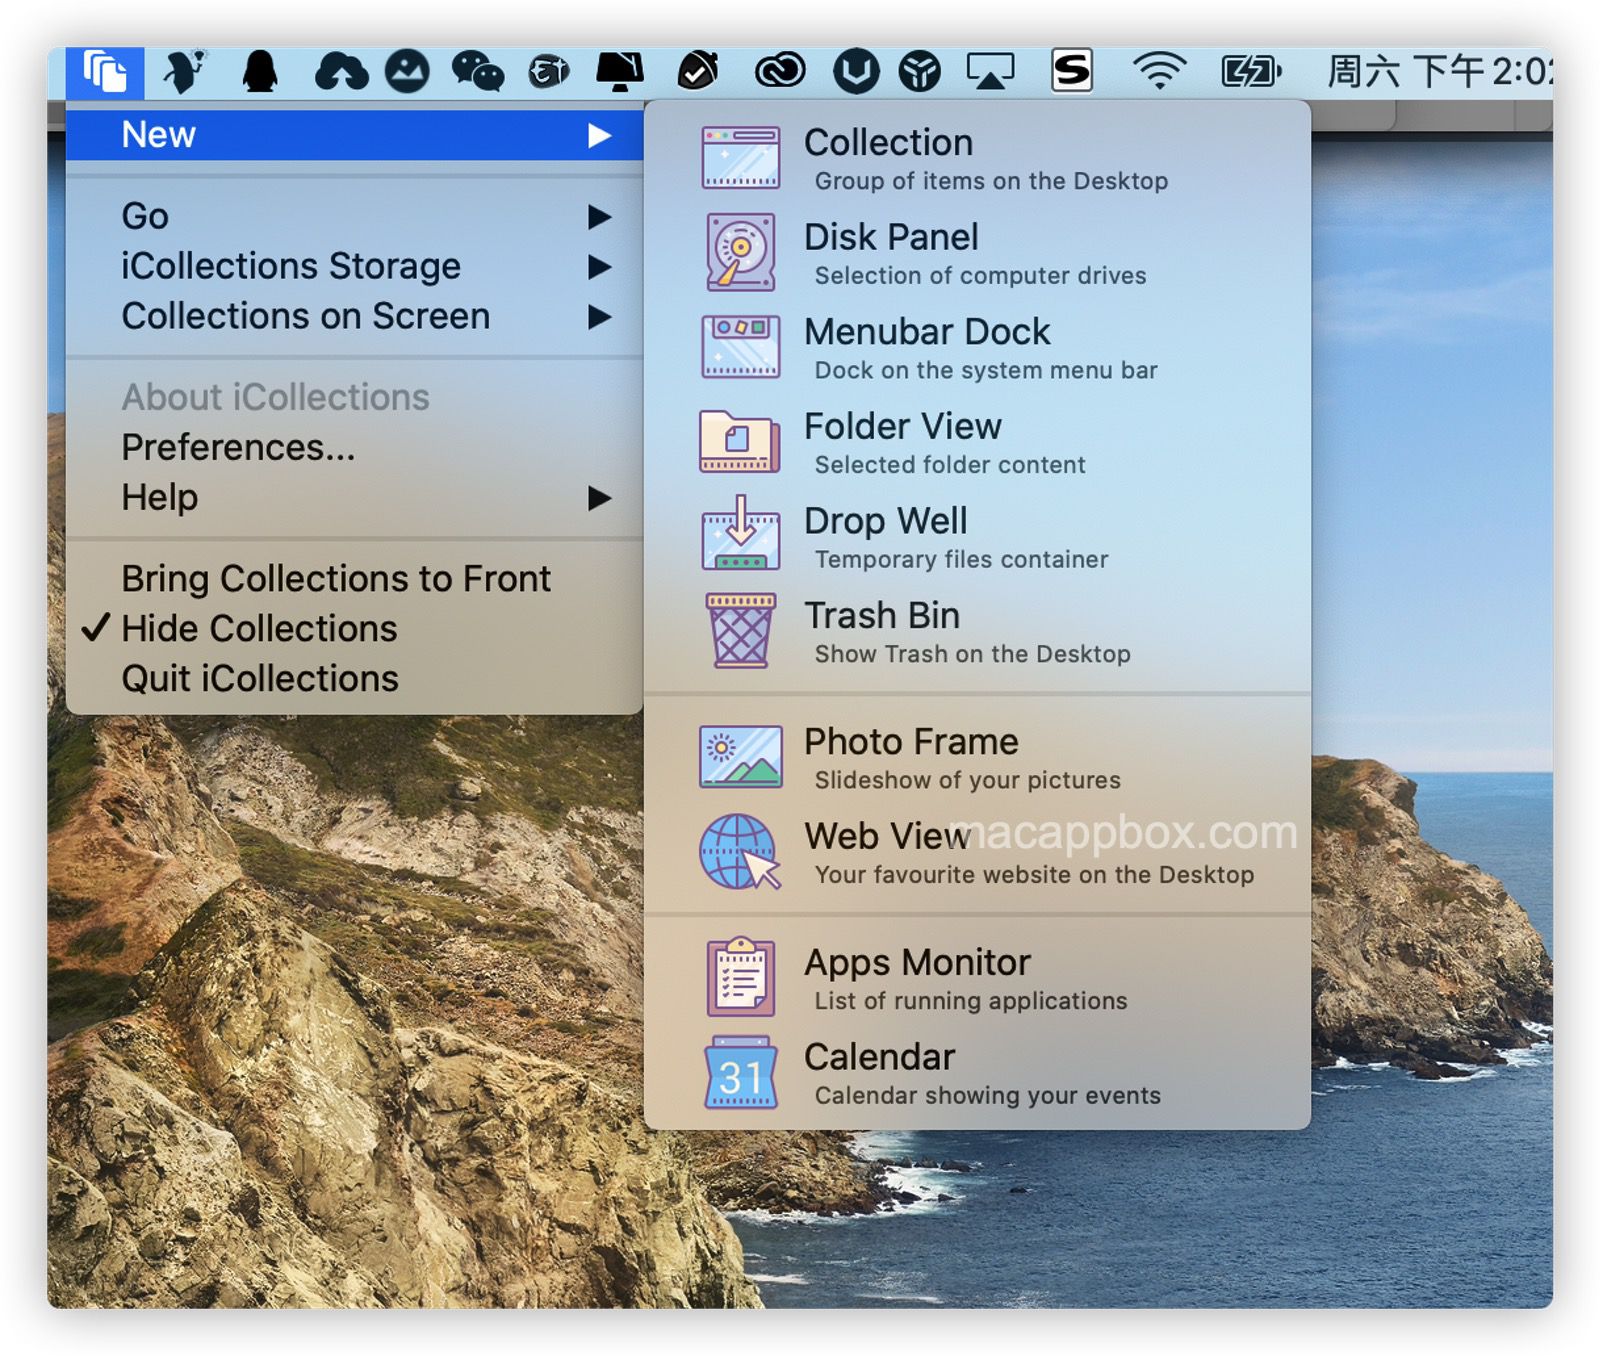 周六 下午2:02
New
Go
iCollections Storage
Collections on Screen
About iCollections
Preferences...
Help
Bring Collections to Front
✓ Hide Collections
Quit iCollections
Collection
Group of items on the Desktop
Disk Panel
Selection of computer drives
Menubar Dock
Dock on the system menu bar
Folder View
Selected folder content
Drop Well
Temporary files container
Trash Bin
Show Trash on the Desktop
Photo Frame
Slideshow of your pictures
Web View
macappbox.com
Your favourite website on the Desktop
Apps Monitor
List of running applications
31
Calendar
Calendar showing your events